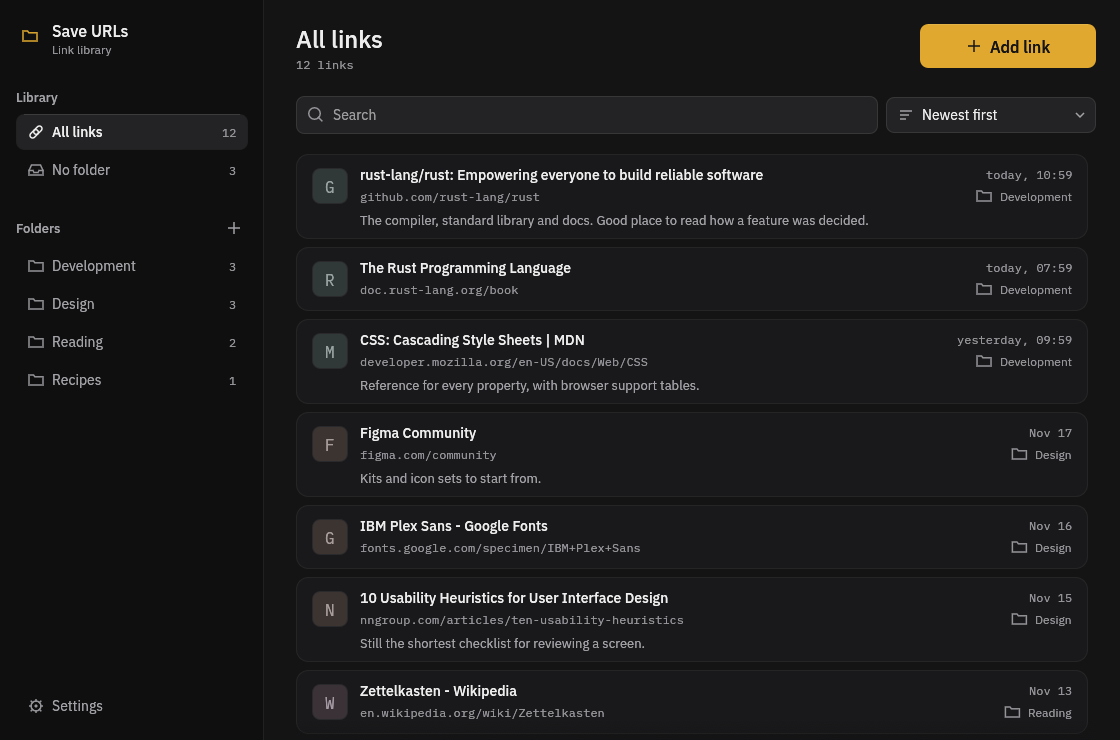 Save URLs
Link library
Library
All links 12
No folder 3
Folders
Development 3
Design 3
Reading 2
Recipes 1
Settings
All links
12 links
Add link
Search
Newest first
G
rust-lang/rust: Empowering everyone to build reliable software
today, 10:59
github.com/rust-lang/rust
Development
The compiler, standard library and docs. Good place to read how a feature was decided.
R
The Rust Programming Language
today, 07:59
doc.rust-lang.org/book
Development
M
CSS: Cascading Style Sheets | MDN
yesterday, 09:59
developer.mozilla.org/en-US/docs/Web/CSS
Development
Reference for every property, with browser support tables.
F
Figma Community
Nov 17
figma.com/community
Design
Kits and icon sets to start from.
G
IBM Plex Sans - Google Fonts
Nov 16
fonts.google.com/specimen/IBM+Plex+Sans
Design
N
10 Usability Heuristics for User Interface Design
Nov 15
nngroup.com/articles/ten-usability-heuristics
Design
Still the shortest checklist for reviewing a screen.
W
Zettelkasten - Wikipedia
Nov 13
en.wikipedia.org/wiki/Zettelkasten
Reading